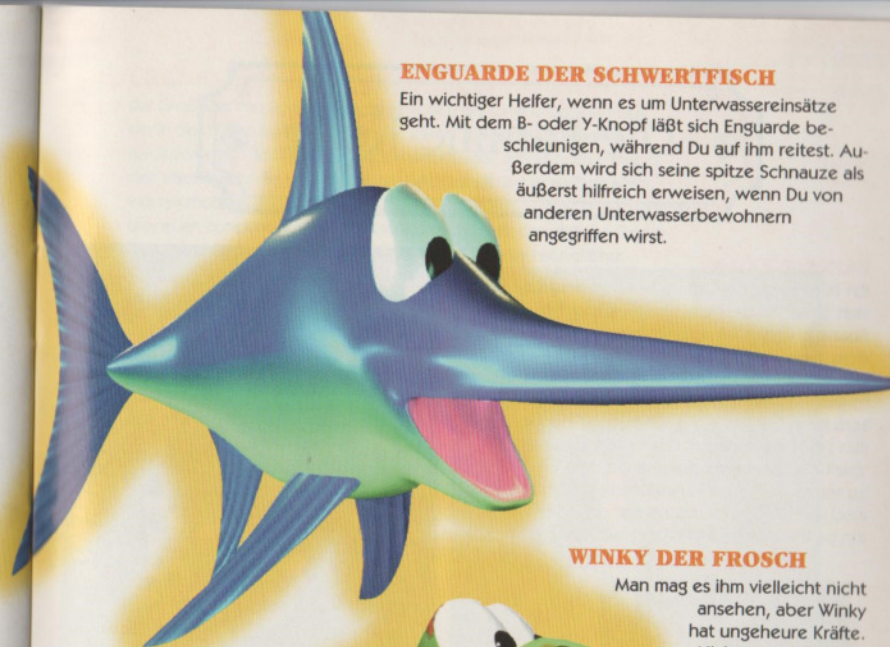 ENGUARDE DER SCHWERTFISCH
Ein wichtiger Helfer, wenn es um Unterwassereinsätze
geht. Mit dem B- oder Y-Knopf läßt sich Enguarde be-
schleunigen, während Du auf ihm reitest. Au-
ßerdem wird sich seine spitze Schnauze als
äußerst hilfreich erweisen, wenn Du von
anderen Unterwasserbewohnern
angegriffen wirst.
WINKY DER FROSCH
Man mag es ihm vielleicht nicht
ansehen, aber Winky
hat ungeheure Kräfte.